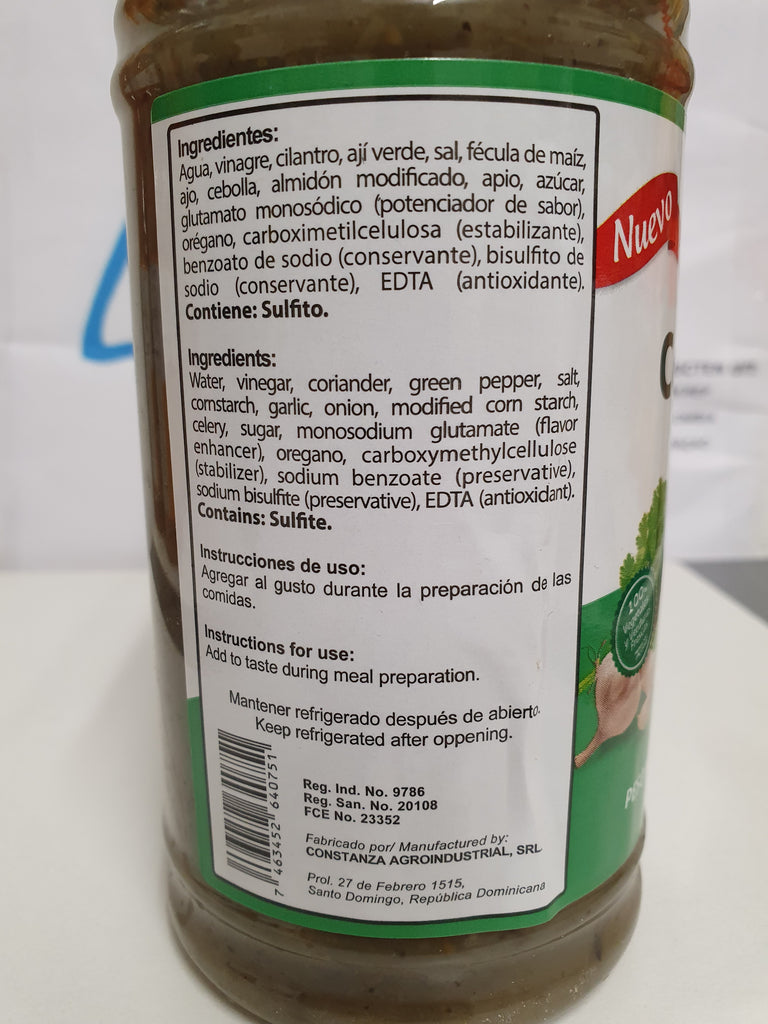 Ingredientes:
Agua, vinagre, cilantro, ají verde, sal, fécula de maíz,
ajo, cebolla, almidón modificado, apio, azúcar,
glutamato monosódico (potenciador de sabor),
orégano, carboximetilcelulosa (estabilizante),
benzoato de sodio (conservante), bisulfito de
sodio (conservante), EDTA (antioxidante).
Contiene: Sulfito.
Ingredients:
Water, vinegar, coriander, green pepper, salt,
cornstarch, garlic, onion, modified corn starch,
celery, sugar, monosodium glutamate (flavor
enhancer), oregano, carboxymethylcellulose
(stabilizer), sodium benzoate (preservative),
sodium bisulfite (preservative), EDTA (antioxidant).
Contains: Sulfite.
Instrucciones de uso:
Agregar al gusto durante la preparación de las
comidas.
Instructions for use:
Add to taste during meal preparation.
Mantener refrigerado después de abierto.
Keep refrigerated after oppening.
7 463452 640751
Reg. Ind. No. 9786
Reg. San. No. 20108
FCE No. 23352
Fabricado por/ Manufactured by:
CONSTANZA AGROINDUSTRIAL, SRL
Prol. 27 de Febrero 1515,
Santo Domingo, República Dominicana
Nuevo
100%